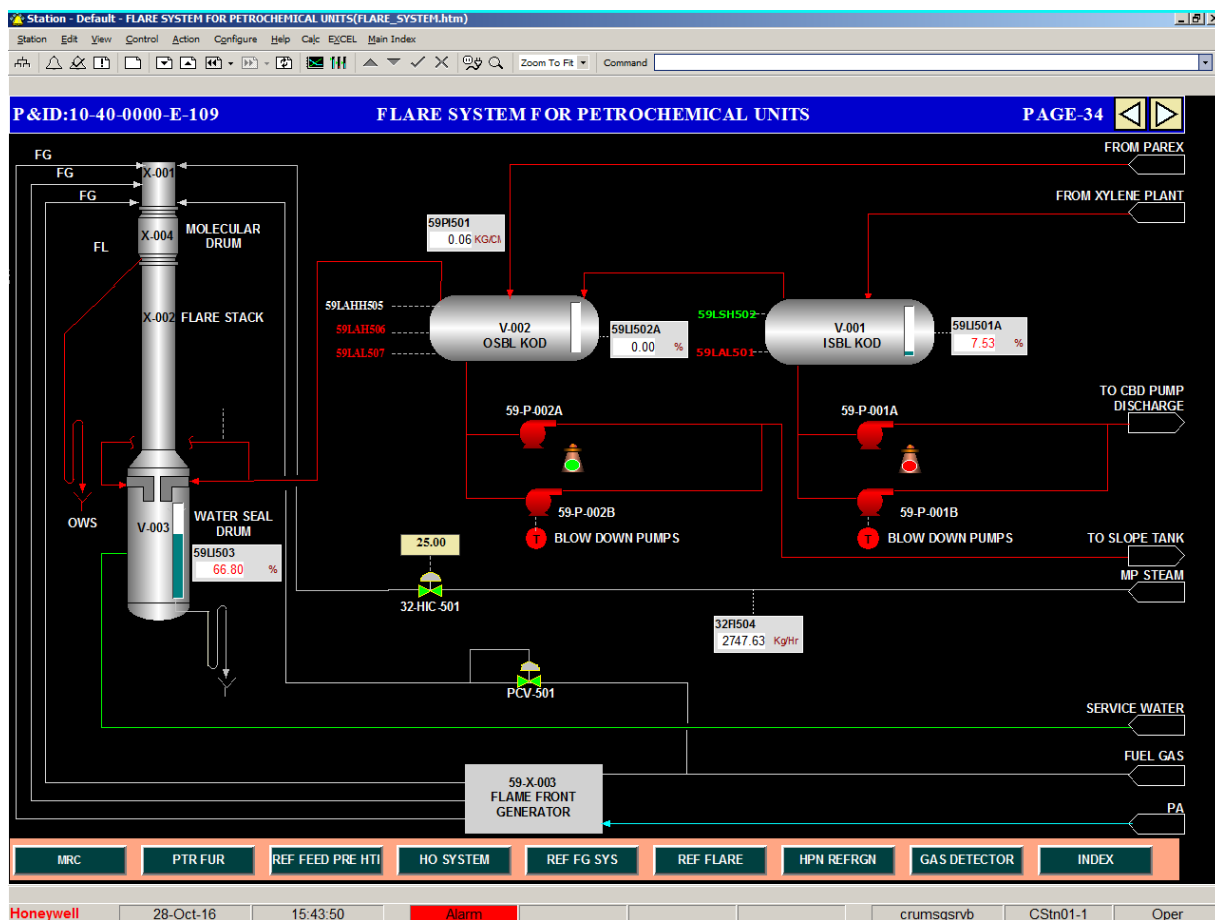 Station - Default - FLARE SYSTEM FOR PETROCHEMICAL UNITS(FLARE_SYSTEM.htm)
Station Edit View Control Action Configure Help Calc EXCEL Main Index
Zoom To Fit Command
P&ID:10-40-0000-E-109 FLARE SYSTEM FOR PETROCHEMICAL UNITS PAGE-34
FROM PAREX
FG
FG
X-001
FG
FROM XYLENE PLANT
59PI501
0.06 KG/C
MOLECULAR
DRUM
X-004
FL
59LAHH505
59LAH506
59LAL507
V-002
OSBL KOD
59LI502A
0.00 %
59LSH502
59LAL501
V-001
ISBL KOD
59LI501A
7.53 %
X-002 FLARE STACK
TO CBD PUMP
DISCHARGE
59-P-002A
59-P-001A
59-P-002B
59-P-001B
T BLOW DOWN PUMPS
T BLOW DOWN PUMPS
OWS
V-003
WATER SEAL
DRUM
59LI503
66.80 %
TO SLOPE TANK
25.00
MP STEAM
32-HIC-501
32FI504
2747.63 Kg/Hr
PCV-501
SERVICE WATER
FUEL GAS
59-X-003
FLAME FRONT
GENERATOR
PA
MRC PTR FUR REF FEED PRE HTI HO SYSTEM REF FG SYS REF FLARE HPN REFRGN GAS DETECTOR INDEX
Honeywell 28-Oct-16 15:43:50 Alarm crumsqsrvb CStn01-1 Oper